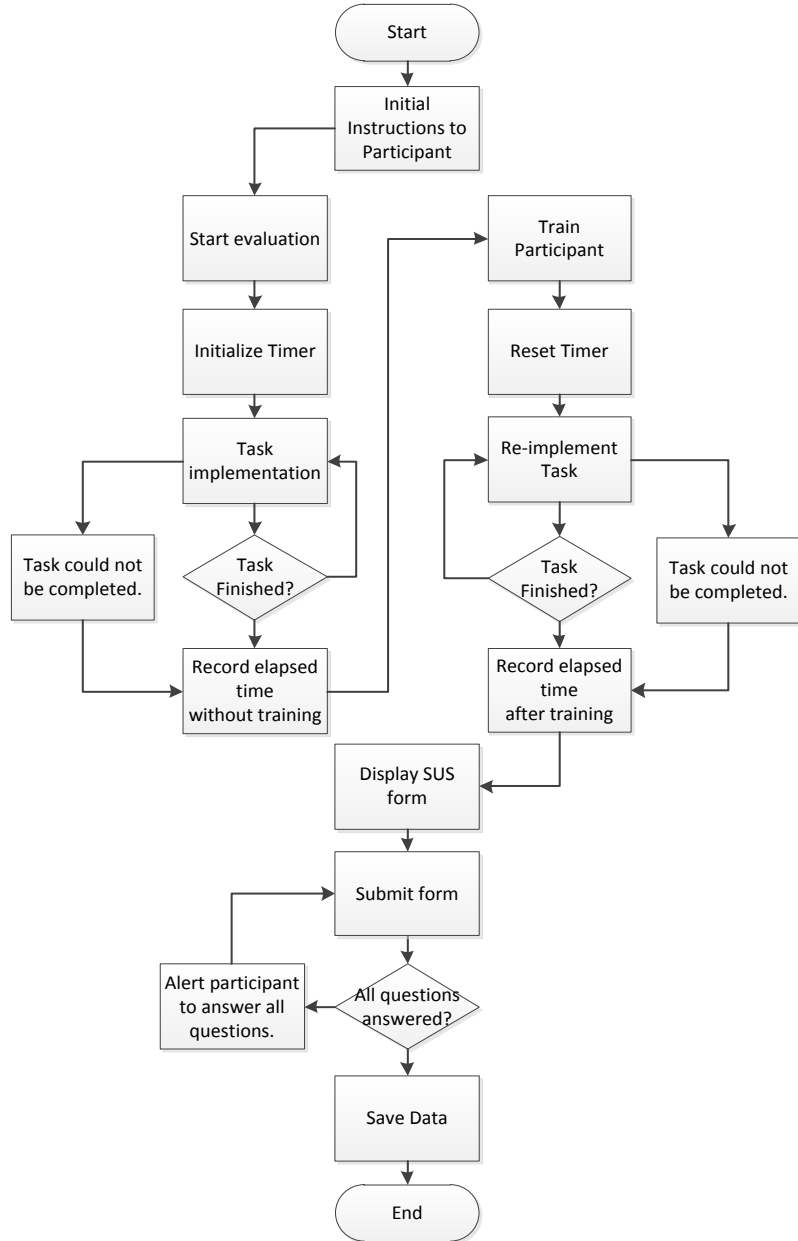 Start
Initial
Instructions to
Participant
Start evaluation
Initialize Timer
Task
implementation
Task could not
be completed.
Task
Finished?
Record elapsed
time
without training
Train
Participant
Reset Timer
Re-implement
Task
Task
Finished?
Task could not
be completed.
Record elapsed
time
after training
Display SUS
form
Submit form
Alert participant
to answer all
questions.
All questions
answered?
Save Data
End